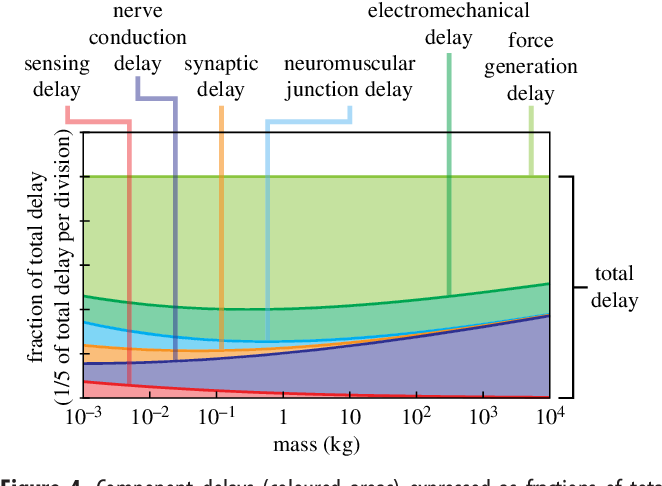 nerve
conduction
delay
electromechanical
delay
sensing
delay
synaptic
delay
neuromuscular
junction delay
force
generation
delay
fraction of total delay
(1/5 of total delay per division)
total
delay
10⁻³ 10⁻² 10⁻¹ 1 10 10² 10³ 10⁴
mass (kg)
Figure 4. Component delays (coloured areas) expressed as fractions of total